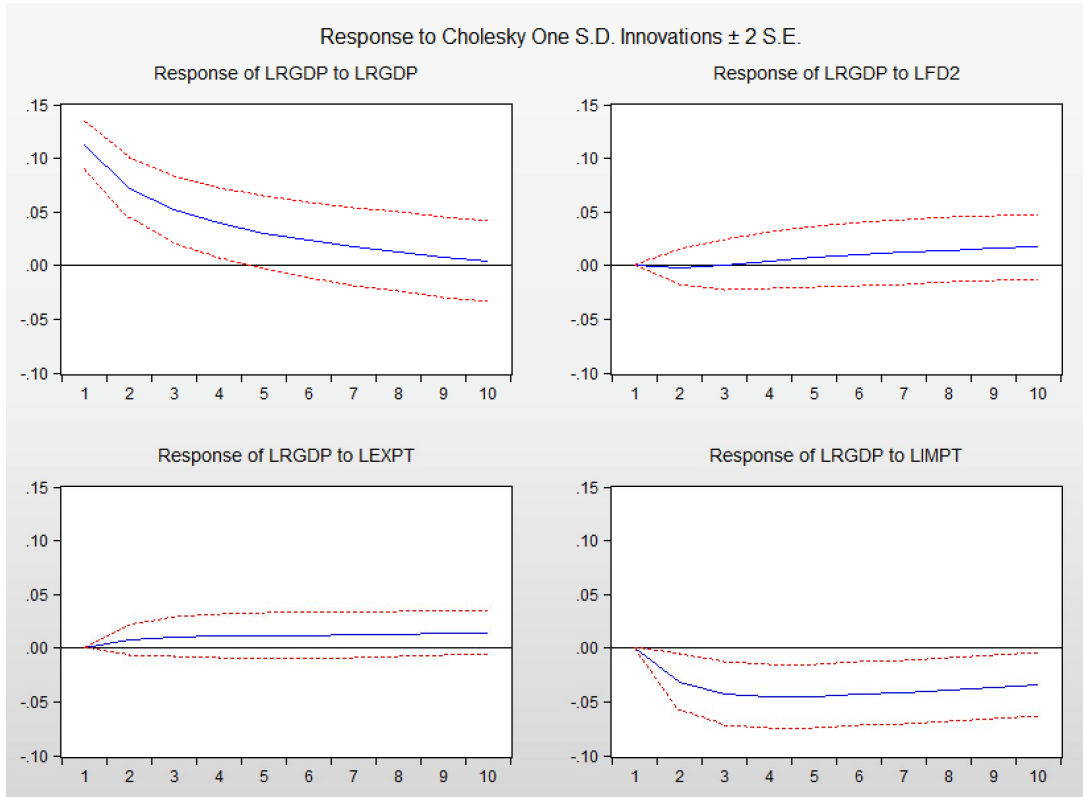 Response to Cholesky One S.D. Innovations ± 2 S.E.
Response of LRGDP to LRGDP
.15
.10
.05
.00
-.05
-.10
1 2 3 4 5 6 7 8 9 10
Response of LRGDP to LFD2
.15
.10
.05
.00
-.05
-.10
1 2 3 4 5 6 7 8 9 10
Response of LRGDP to LEXPT
.15
.10
.05
.00
-.05
-.10
1 2 3 4 5 6 7 8 9 10
Response of LRGDP to LIMPT
.15
.10
.05
.00
-.05
-.10
1 2 3 4 5 6 7 8 9 10